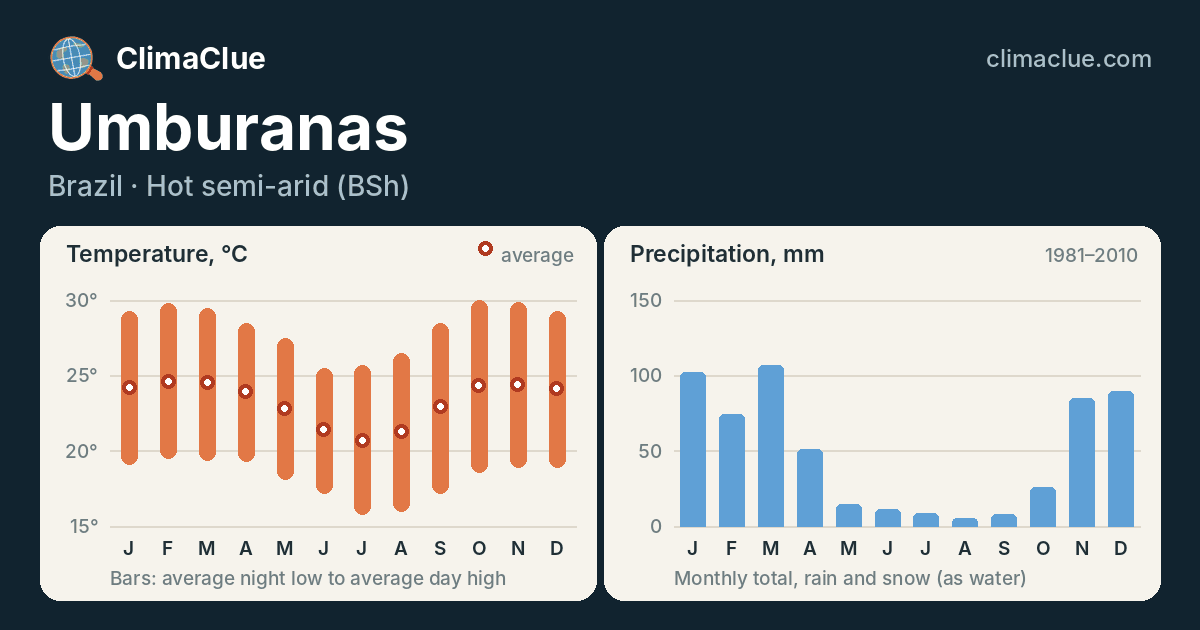 ClimaClue
climaclue.com
Umburanas
Brazil · Hot semi-arid (BSh)
Temperature, °C
average
30°
25°
20°
15°
J F M A M J J A S O N D
Bars: average night low to average day high
Precipitation, mm
1981–2010
150
100
50
0
J F M A M J J A S O N D
Monthly total, rain and snow (as water)